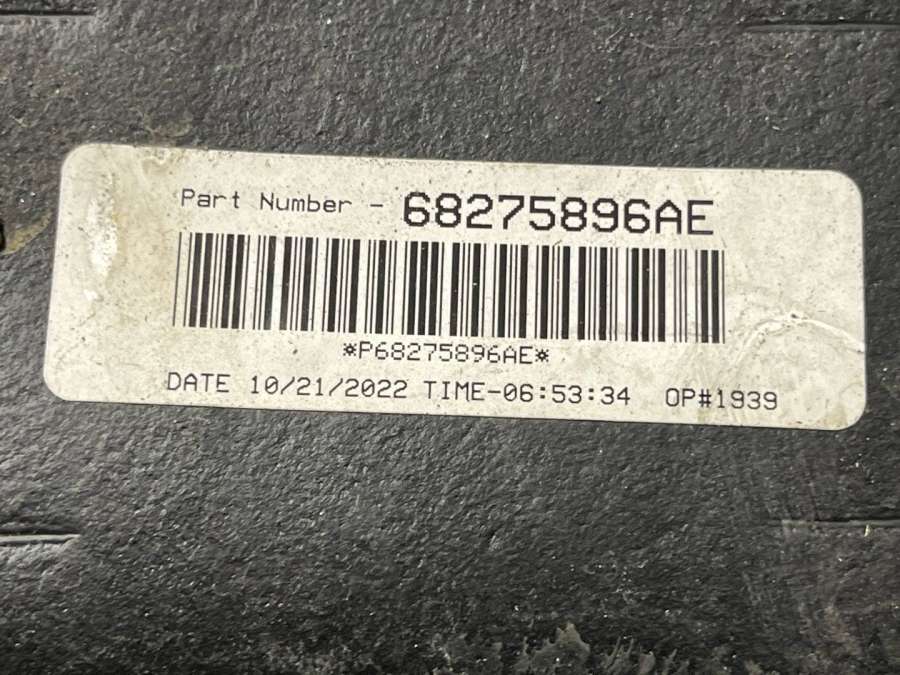 Part Number - 68275896AE
*P68275896AE*
DATE 10/21/2022 TIME-06:53:34 OP#1939